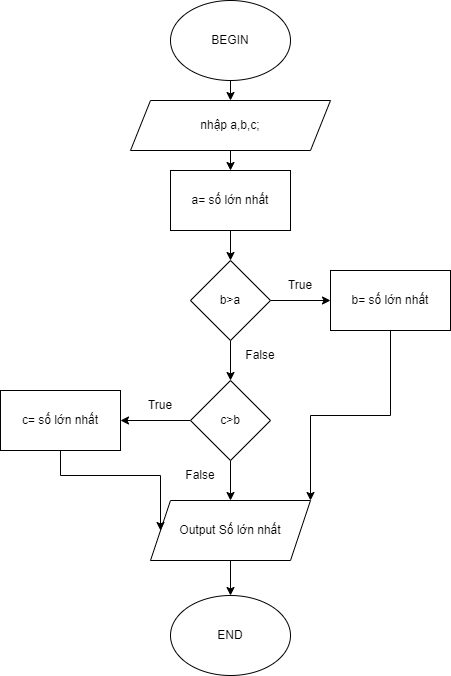 BEGIN
nhập a,b,c;
a= số lớn nhất
b>a
True
b= số lớn nhất
False
c>b
True
c= số lớn nhất
False
Output Số lớn nhất
END